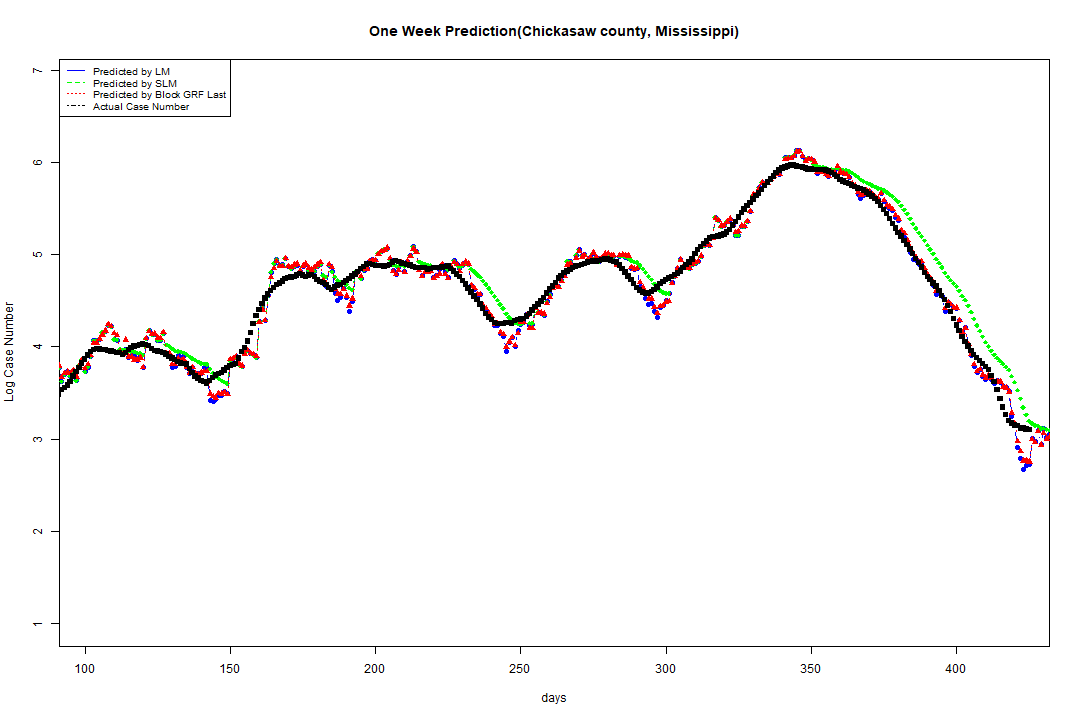 One Week Prediction(Chickasaw county, Mississippi)
Predicted by LM
Predicted by SLM
Predicted by Block GRF Last
Actual Case Number
7
6
5
4
3
2
1
Log Case Number
100 150 200 250 300 350 400
days